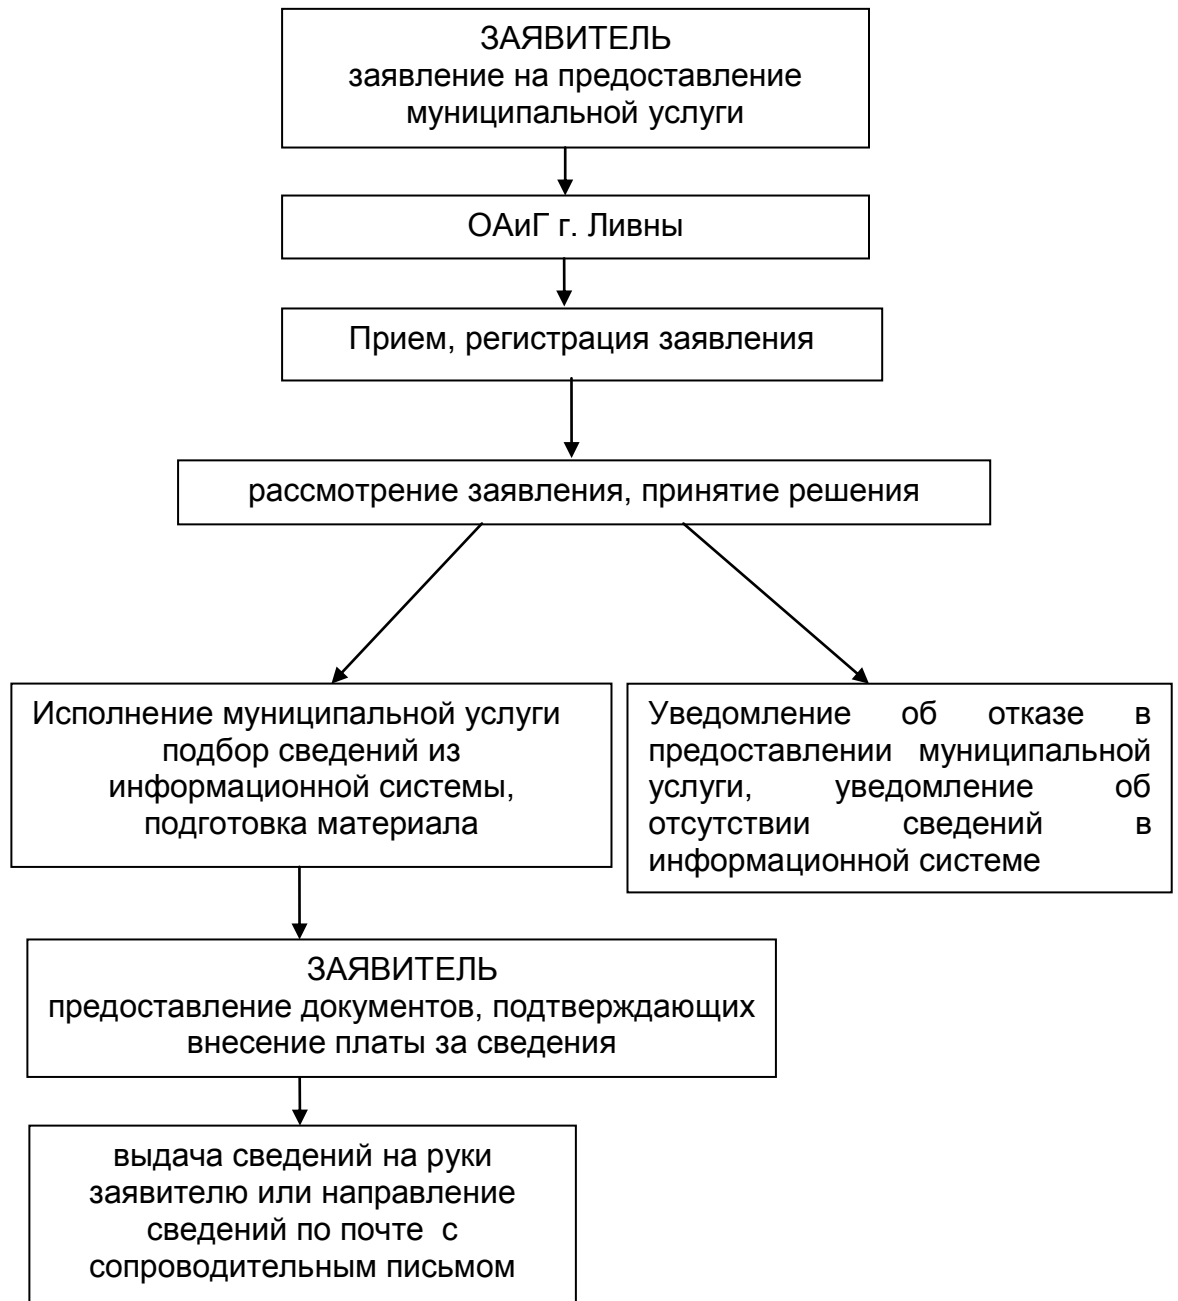 ЗАЯВИТЕЛЬ
заявление на предоставление
муниципальной услуги
ОАиГ г. Ливны
Прием, регистрация заявления
рассмотрение заявления, принятие решения
Исполнение муниципальной услуги
подбор сведений из
информационной системы,
подготовка материала
Уведомление об отказе в
предоставлении муниципальной
услуги, уведомление об
отсутствии сведений в
информационной системе
ЗАЯВИТЕЛЬ
предоставление документов, подтверждающих
внесение платы за сведения
выдача сведений на руки
заявителю или направление
сведений по почте с
сопроводительным письмом